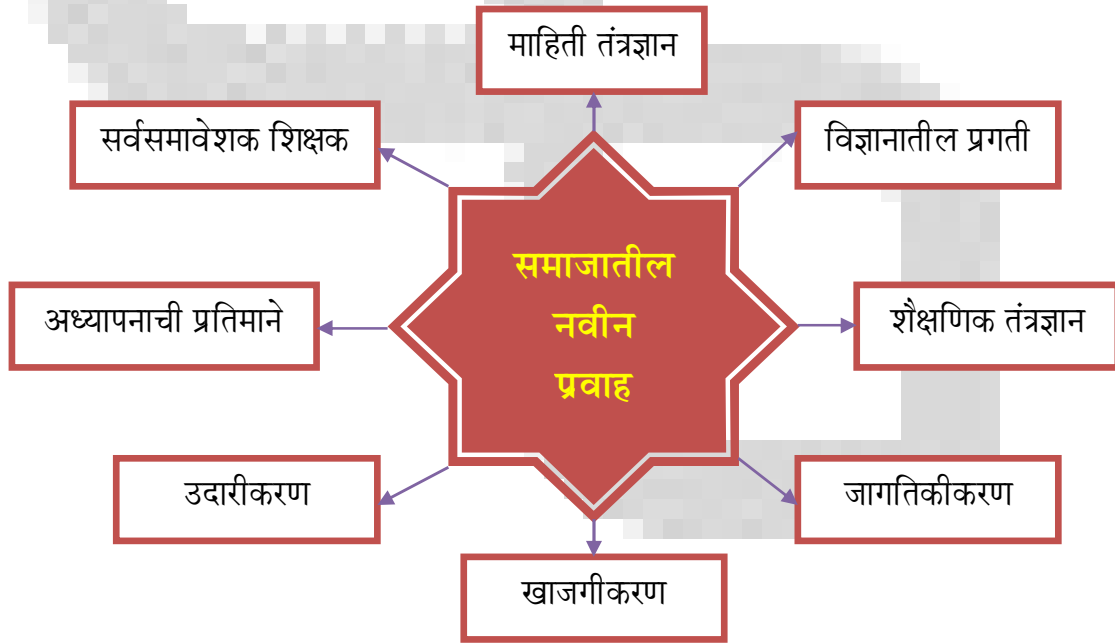 माहिती तंत्रज्ञान
सर्वसमावेशक शिक्षक
विज्ञानातील प्रगती
समाजातील
नवीन
प्रवाह
अध्यापनाची प्रतिमाने
शैक्षणिक तंत्रज्ञान
उदारीकरण
जागतिकीकरण
खाजगीकरण